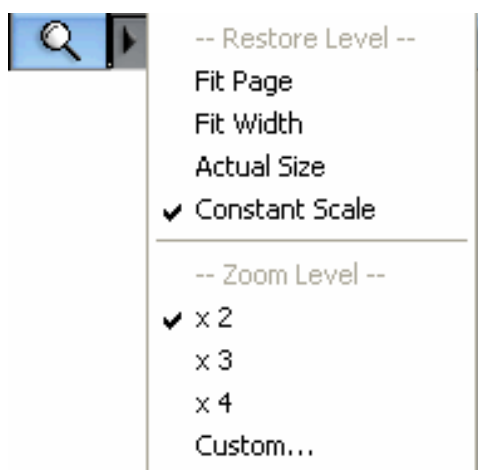 -- Restore Level --
Fit Page
Fit Width
Actual Size
Constant Scale
-- Zoom Level --
x 2
x 3
x 4
Custom...